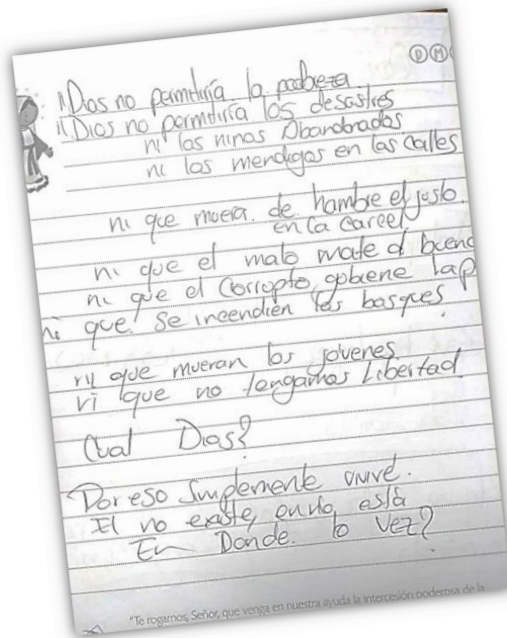 D M
¡¡Dios no permitiría la pobreza
¡¡Dios no permitiría los desastres
ni los niños Abandonados
ni los mendigos en las calles
ni que muera de hambre el justo.
en la carcel
ni que el malo mate al bueno
ni que el Corrupto gobierne la p
ni que se incendien los bosques
ni que mueran los jovenes
ni que no tengamos Libertad
Cual Dios?
Por eso Simplemente vivré.
El no existe, está
En Donde lo Vez?
"Te rogamos, Señor, que venga en nuestra ayuda la intercesión poderosa de la